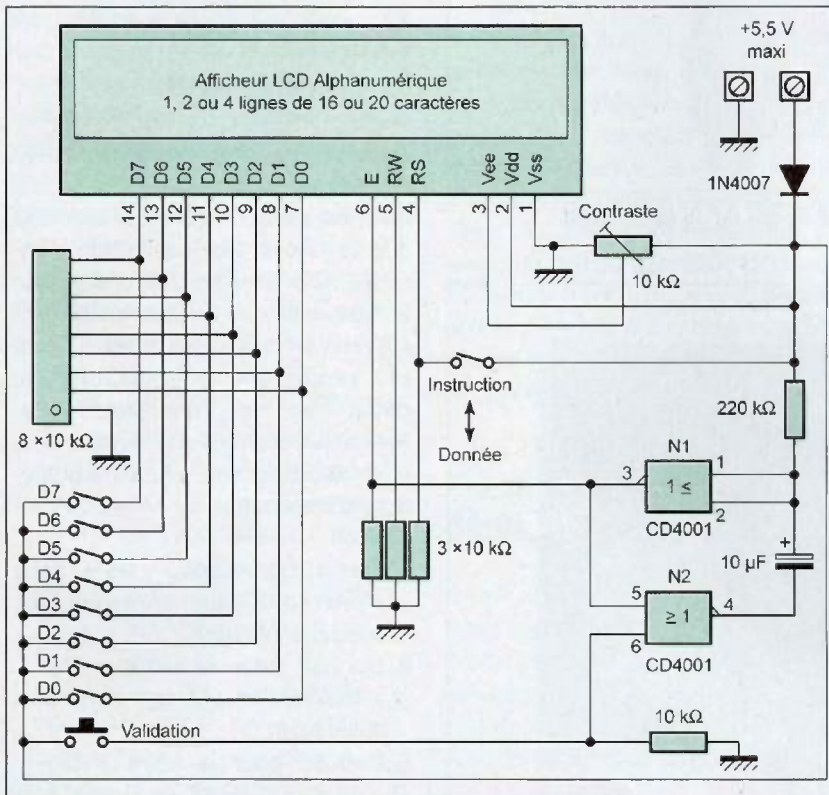 +5,5 V
maxi
Afficheur LCD Alphanumérique
1, 2 ou 4 lignes de 16 ou 20 caractères
D7 D6 D5 D4 D3 D2 D1 D0 E RW RS Vee Vdd Vss
14 13 12 11 10 9 8 7 6 5 4 3 2 1
1N4007
Contraste
10 kΩ
Instruction
Donnée
220 kΩ
8 ×10 kΩ
N1
3 1 ≤ 1
2
CD4001
3 ×10 kΩ
+
10 µF
N2
5
≥ 1 4
6
CD4001
D7
D6
D5
D4
D3
D2
D1
D0
Validation
10 kΩ